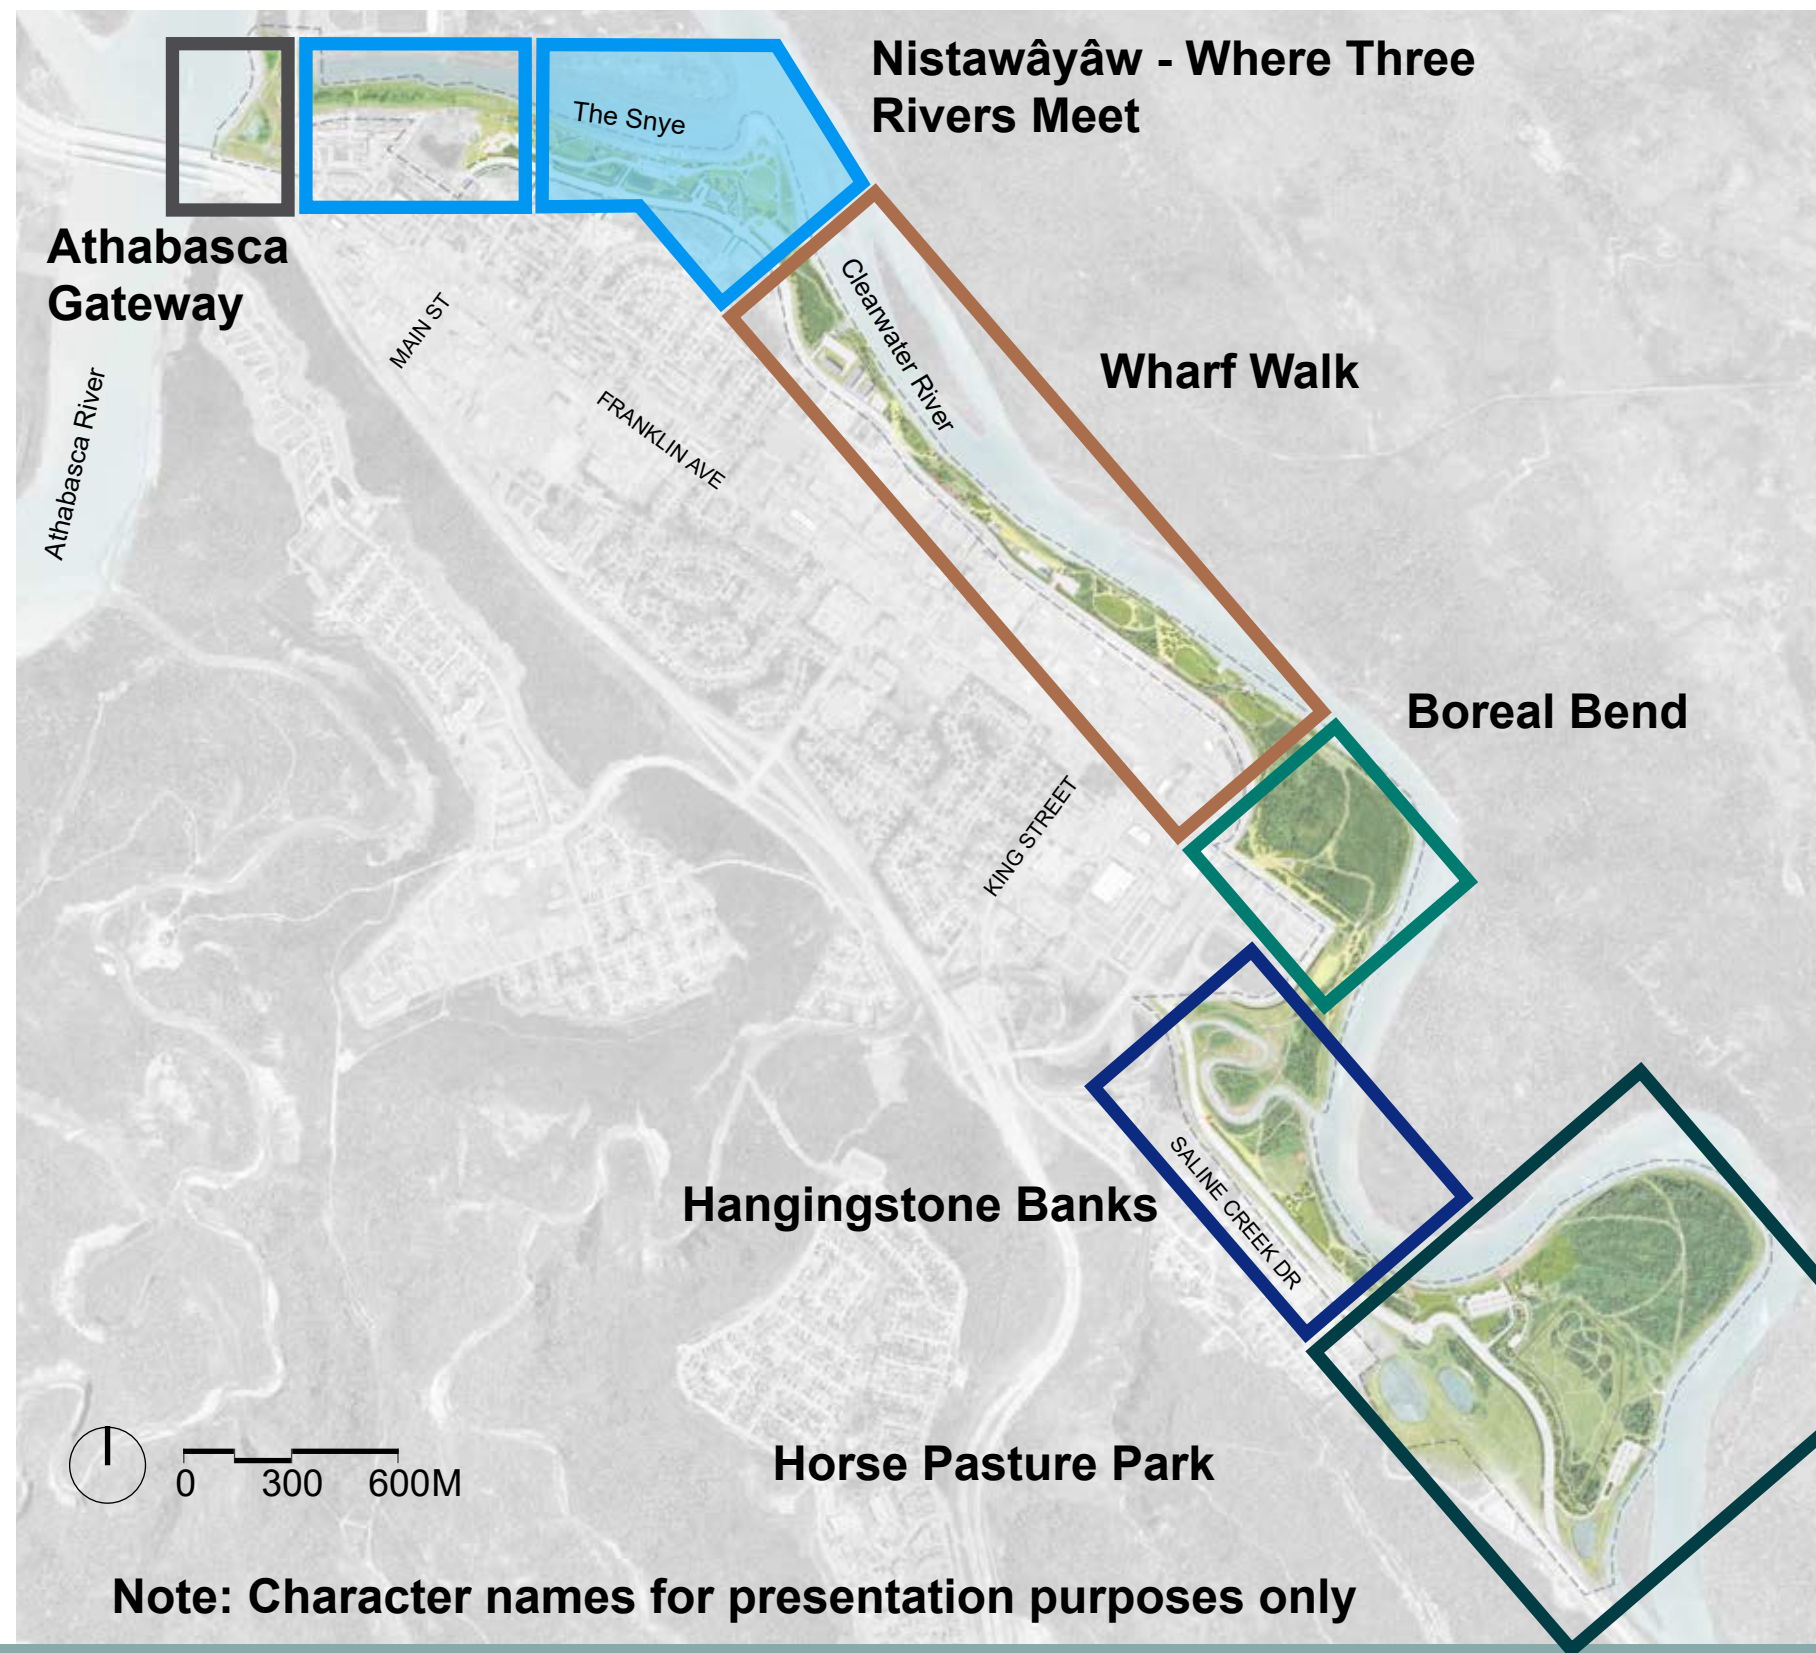 Nistawâyâw - Where Three
Rivers Meet
The Snye
Athabasca
Gateway
MAIN ST
Clearwater River
Wharf Walk
Athabasca River
FRANKLIN AVE
Boreal Bend
KING STREET
Hangingstone Banks
SALINE CREEK DR
Horse Pasture Park
0 300 600M
Note: Character names for presentation purposes only